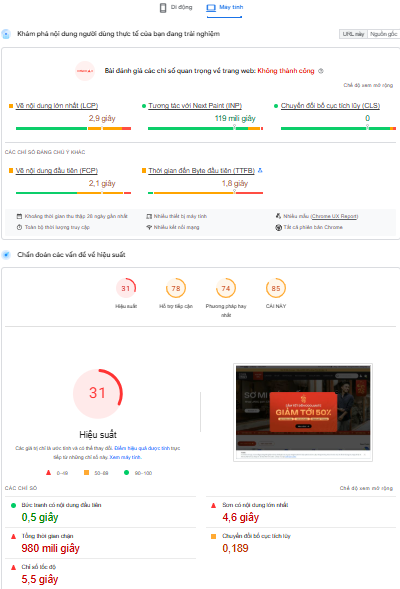 Di động
Máy tính
Khám phá nội dung người dùng thực tế của bạn đang trải nghiệm
URL này
Nguồn gốc
Bài đánh giá các chỉ số quan trọng về trang web: Không thành công
Chế độ xem mở rộng
Vẽ nội dung lớn nhất (LCP)
Tương tác với Next Paint (INP)
Chuyển đổi bố cục tích lũy (CLS)
2,9 giây
119 mili giây
0
CÁC CHỈ SỐ ĐÁNG CHÚ Ý KHÁC
Vẽ nội dung đầu tiên (FCP)
Thời gian đến Byte đầu tiên (TTFB)
2,1 giây
1,8 giây
Khoảng thời gian thu thập 28 ngày gần nhất
Nhiều thiết bị máy tính
Nhiều mẫu (Chrome UX Report)
Toàn bộ thời lượng truy cập
Nhiều kết nối mạng
Tất cả phiên bản Chrome
Chẩn đoán các vấn đề về hiệu suất
31
78
74
85
Hiệu suất
Hỗ trợ tiếp cận
Phương pháp hay nhất
CÁI NÀY
31
Hiệu suất
Các giá trị chỉ là ước tính và có thể thay đổi. Điểm hiệu quả được tính trực
tiếp từ những chỉ số này. Xem máy tính.
0–49
50–89
90–100
GIẢM TỚI 50%
CÁC CHỈ SỐ
Chế độ xem mở rộng
Bức tranh có nội dung đầu tiên
0,5 giây
Sơn có nội dung lớn nhất
4,6 giây
Tổng thời gian chặn
980 mili giây
Chuyển đổi bố cục tích lũy
0,189
Chỉ số tốc độ
5,5 giây